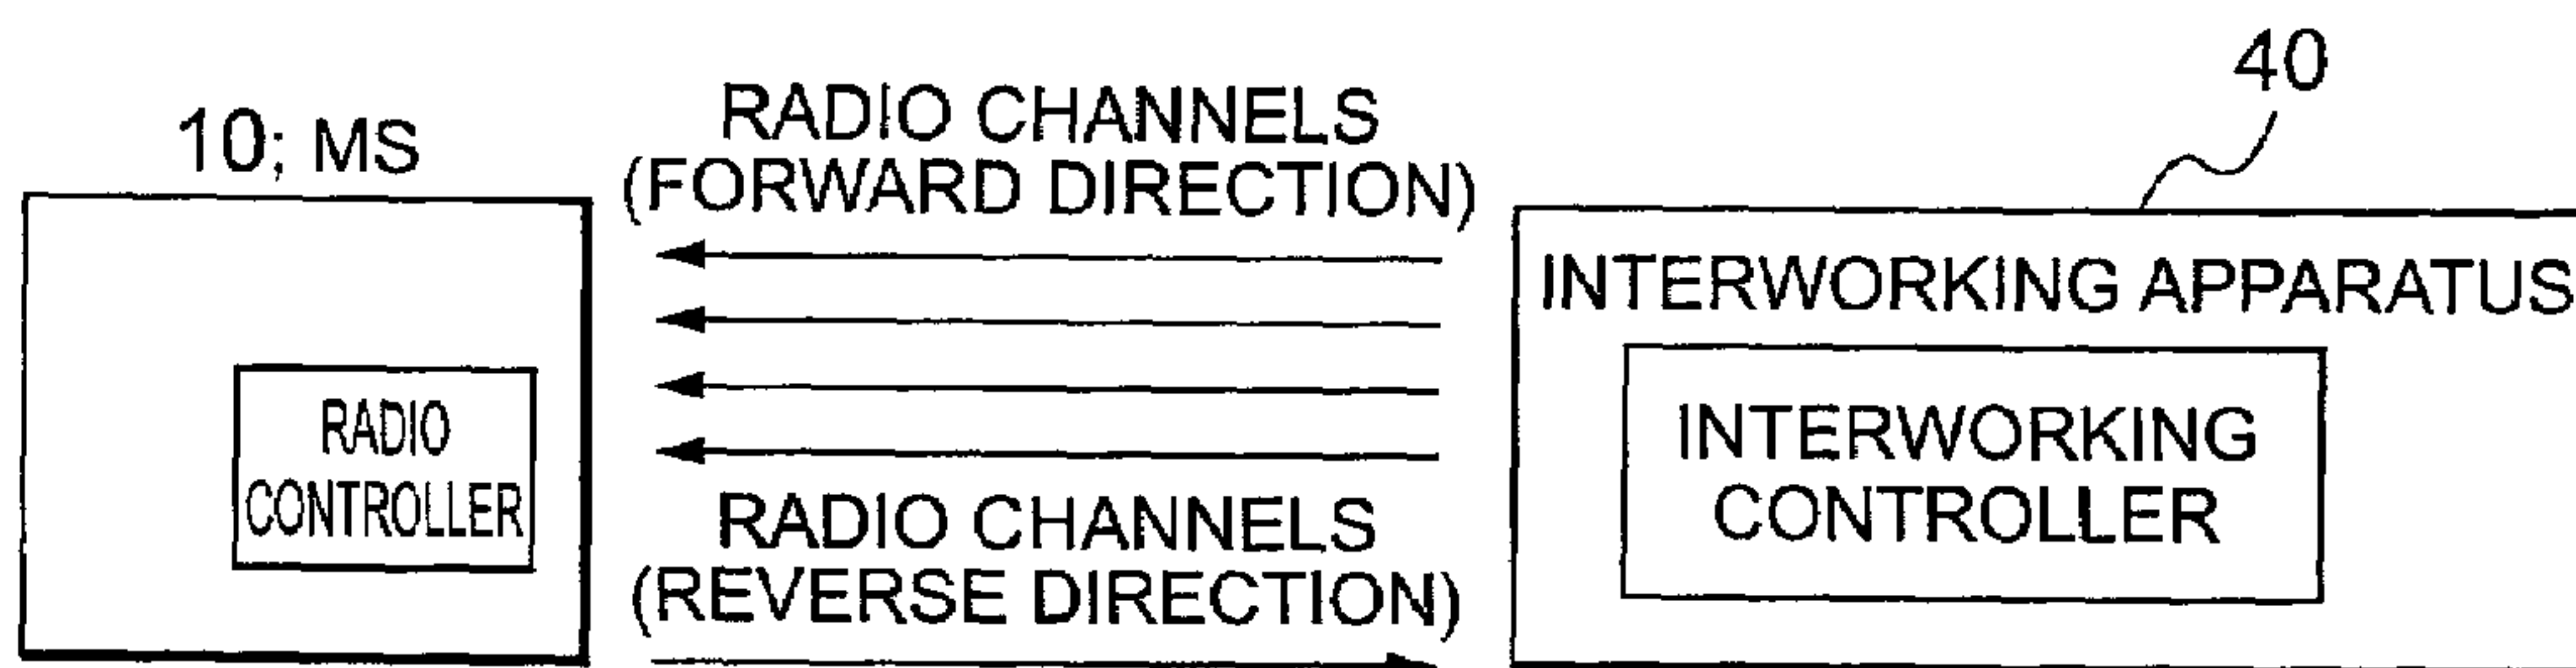 40
10; MS
RADIO CHANNELS
(FORWARD DIRECTION)
INTERWORKING APPARATUS
RADIO
CONTROLLER
INTERWORKING
CONTROLLER
RADIO CHANNELS
(REVERSE DIRECTION)